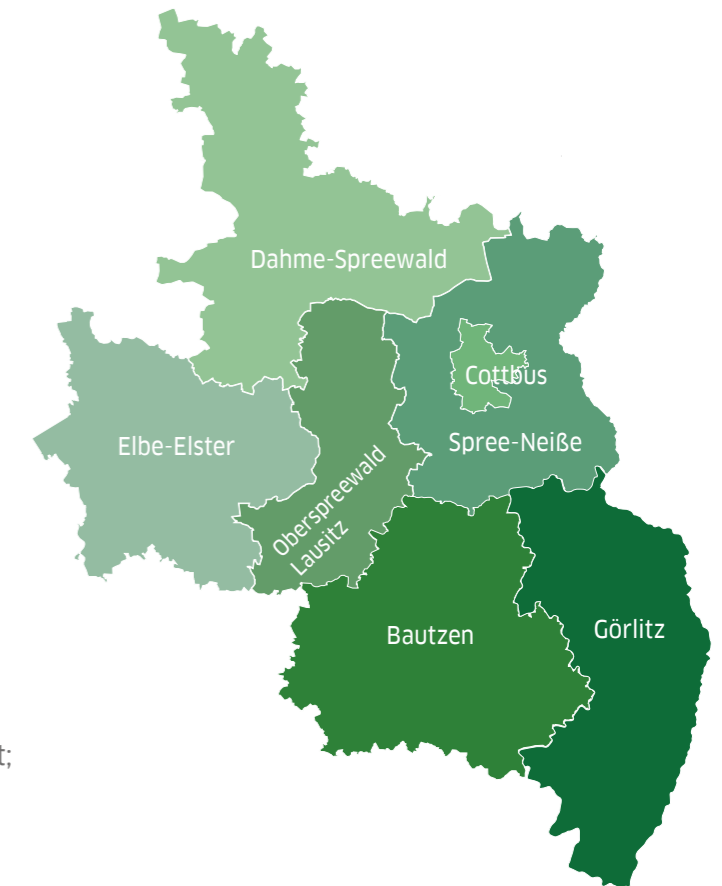 Dahme-Spreewald
Cottbus
Elbe-Elster
Spree-Neiße
Oberspreewald
Lausitz
Bautzen
Görlitz
t;